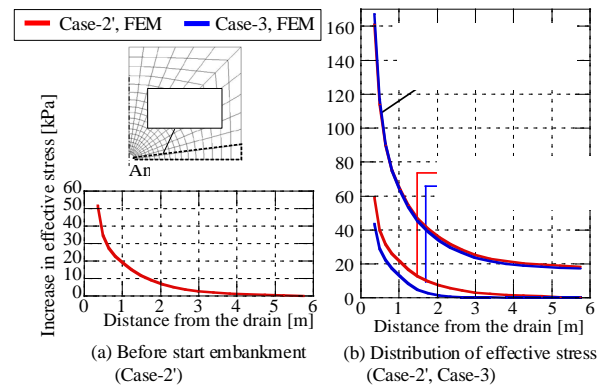 Case-2', FEM Case-3, FEM
An
Increase in effective stress [kPa]
60
50
40
30
20
10
0
0 1 2 3 4 5 6
Distance from the drain [m]
(a) Before start embankment
(Case-2')
160
140
120
100
80
60
40
20
0
0 1 2 3 4 5 6
Distance from the drain [m]
(b) Distribution of effective stress
(Case-2', Case-3)